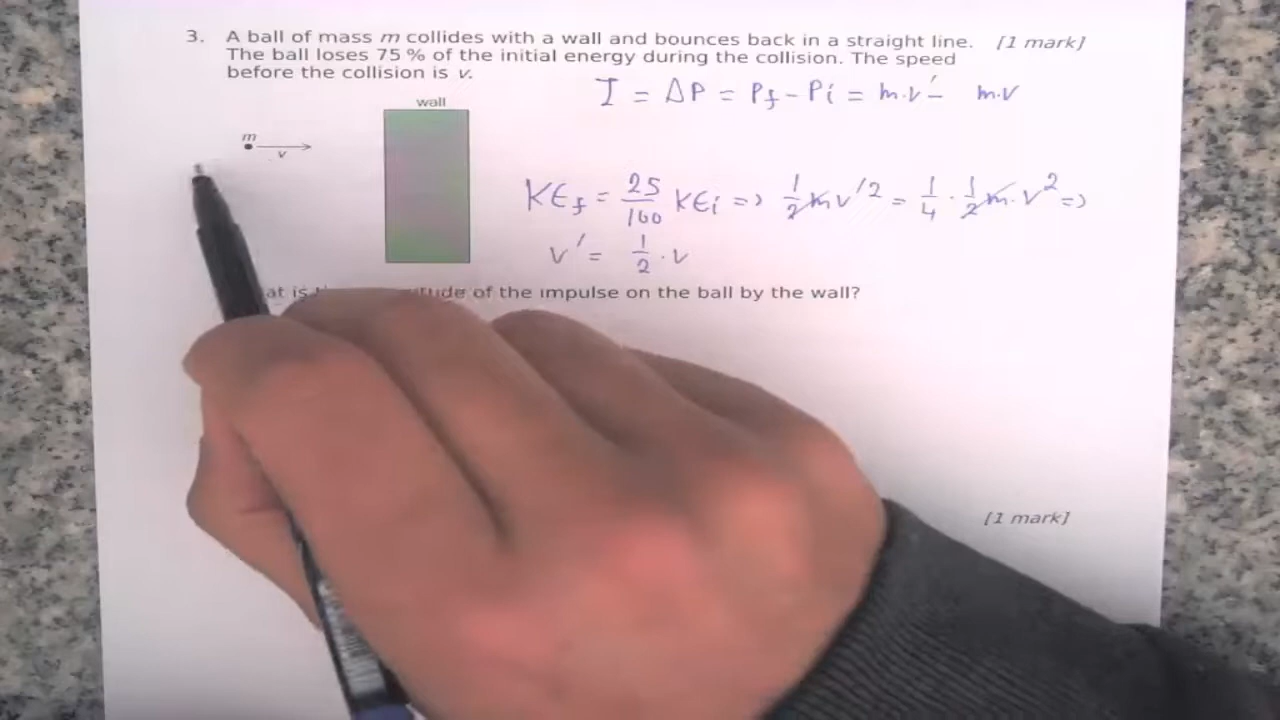 3. A ball of mass m collides with a wall and bounces back in a straight line. [1 mark]
The ball loses 75 % of the initial energy during the collision. The speed
before the collision is v.
I = ΔP = Pf - Pi = m.v' - m.v
wall
m
v
KEf = 25/100 KEi => 1/2 m v'^2 = 1/4 · 1/2 m · v^2 =>
v' = 1/2 · v
of the impulse on the ball by the wall?
[1 mark]